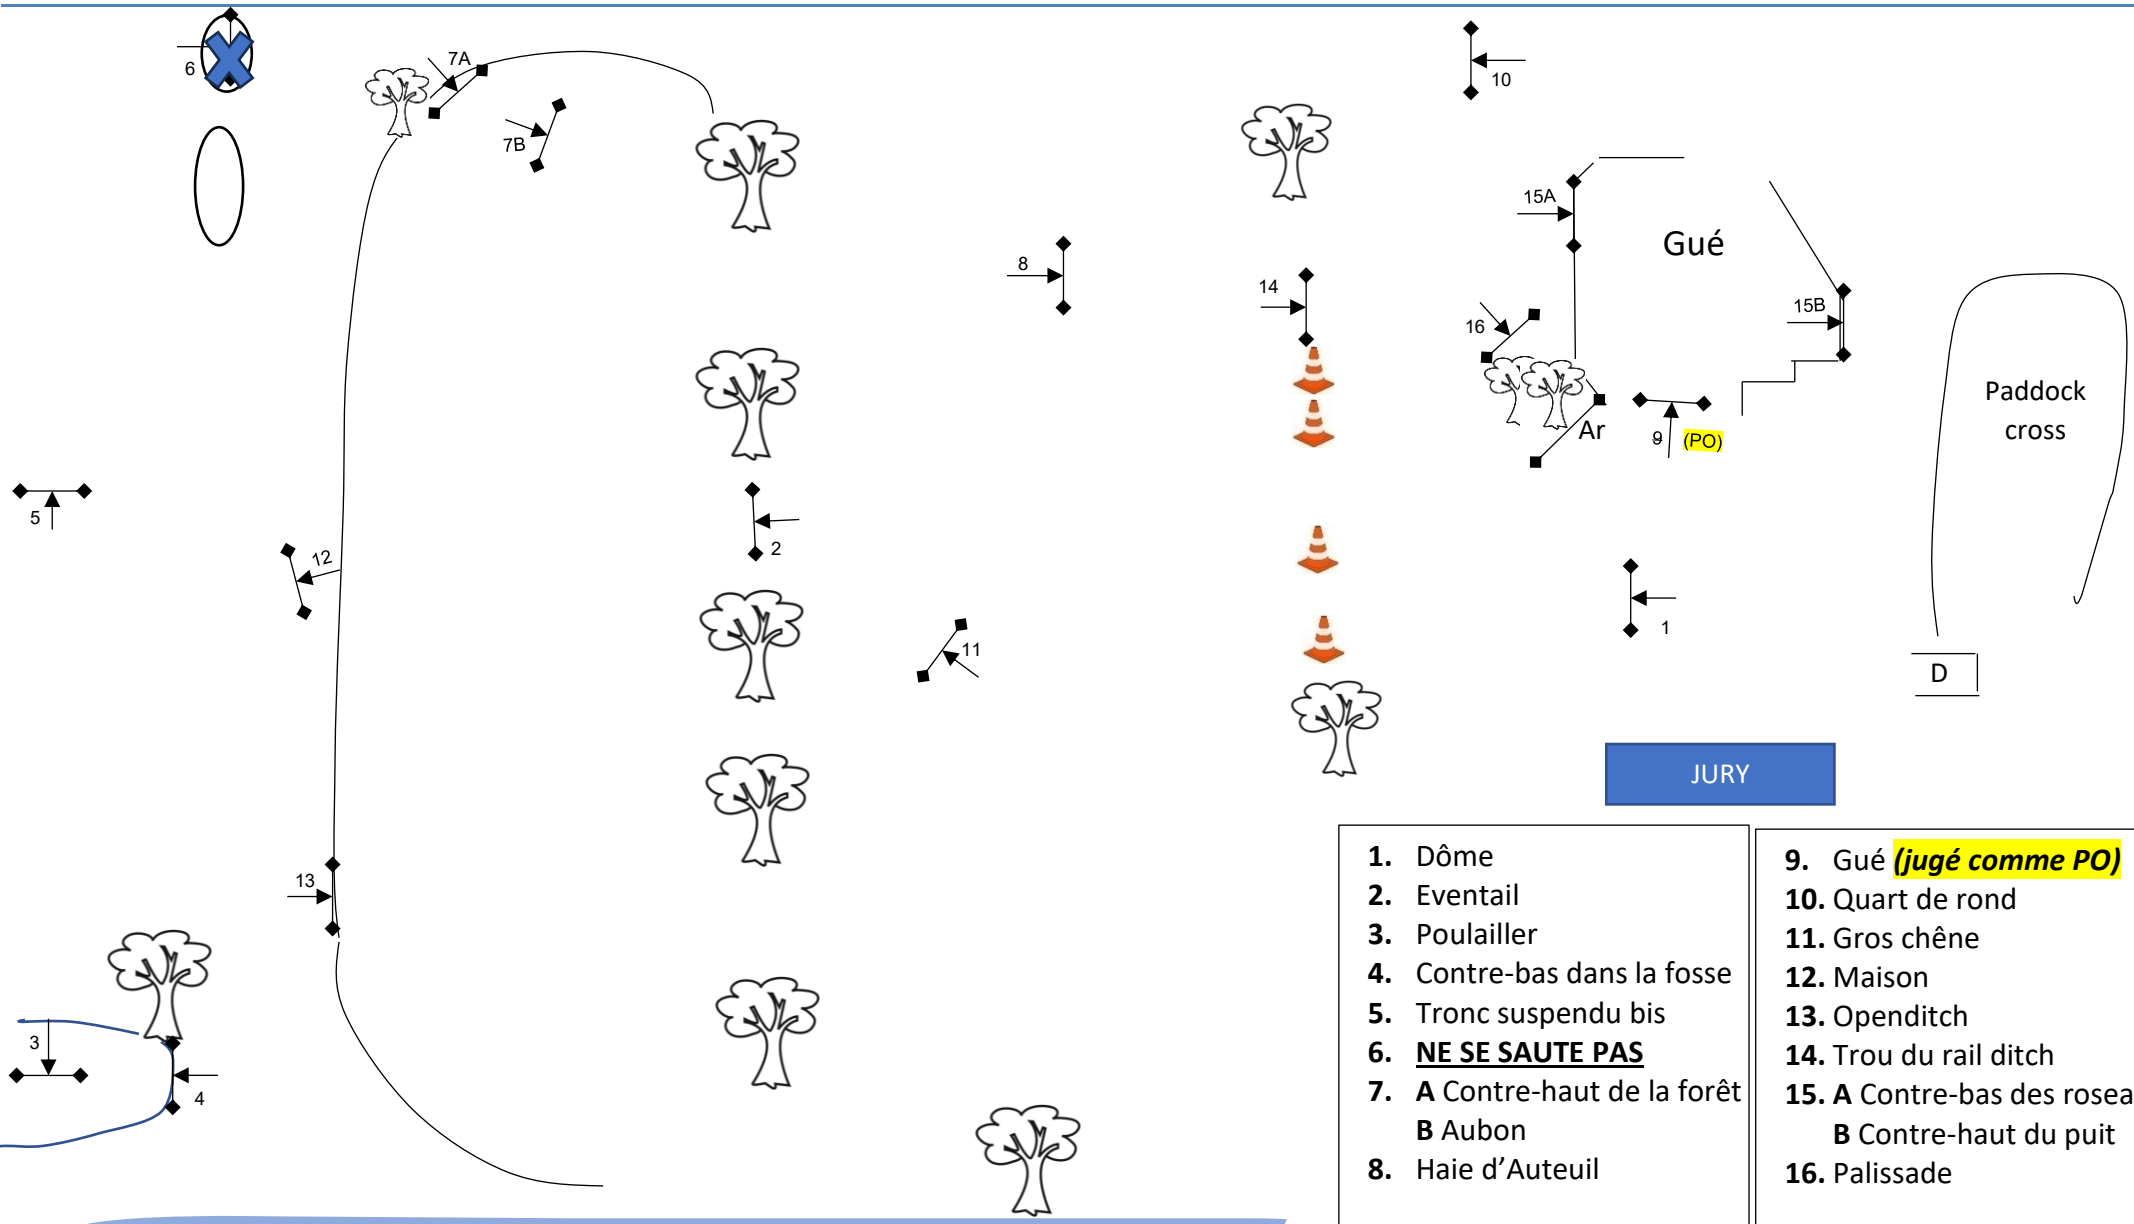 6
7A
7B
10
15A
Gué
8
14
15B
16
Paddock
cross
Ar
9
(PO)
5
12
2
1
11
D
JURY
13
3
4
1. Dôme
2. Eventail
3. Poulailler
4. Contre-bas dans la fosse
5. Tronc suspendu bis
6. NE SE SAUTE PAS
7. A Contre-haut de la forêt
B Aubon
8. Haie d'Auteuil
9. Gué (jugé comme PO)
10. Quart de rond
11. Gros chêne
12. Maison
13. Openditch
14. Trou du rail ditch
15. A Contre-bas des rosea
B Contre-haut du puit
16. Palissade